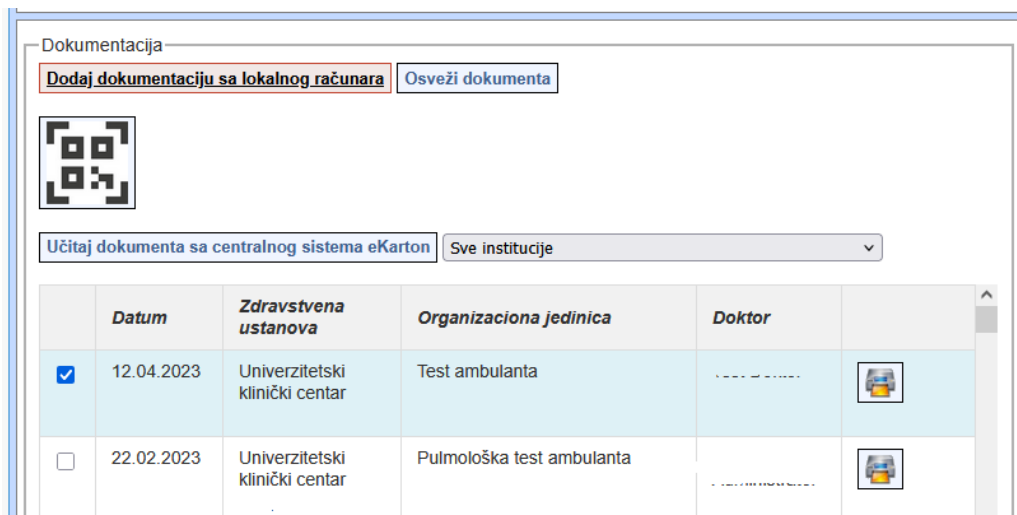 Dokumentacija
Dodaj dokumentaciju sa lokalnog računara Osveži dokumenta
Učitaj dokumenta sa centralnog sistema eKarton Sve institucije
Datum Zdravstvena ustanova Organizaciona jedinica Doktor
12.04.2023 Univerzitetski klinički centar Test ambulanta
22.02.2023 Univerzitetski klinički centar Pulmološka test ambulanta